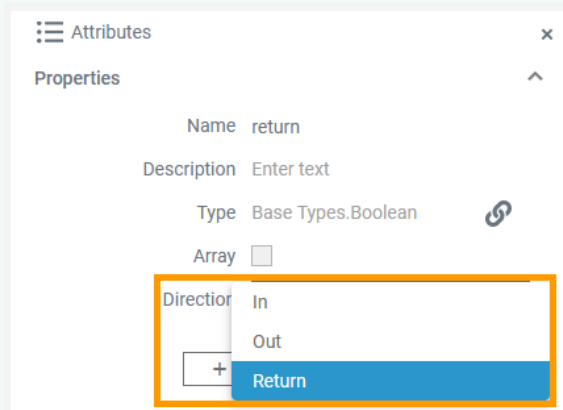 Attributes
Properties
Name return
Description Enter text
Type Base Types.Boolean
Array
Direction In
Out
+ Return